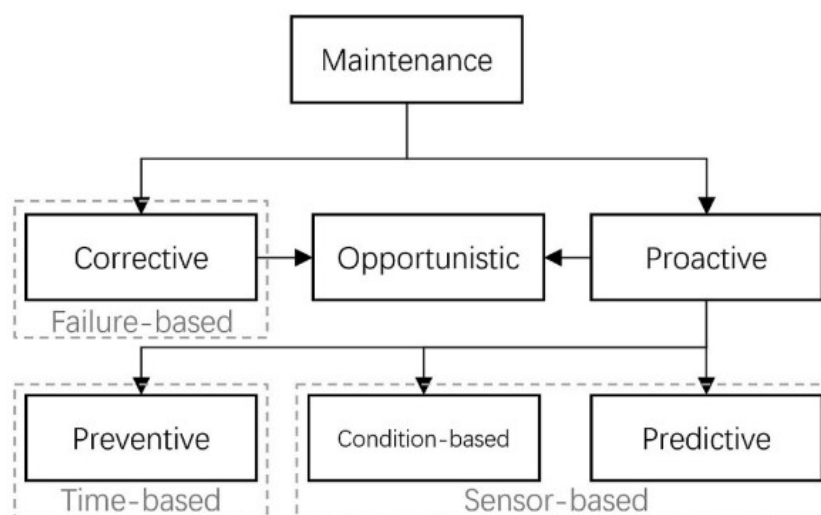 Maintenance
Corrective
Opportunistic
Proactive
Failure-based
Preventive
Condition-based
Predictive
Time-based
Sensor-based